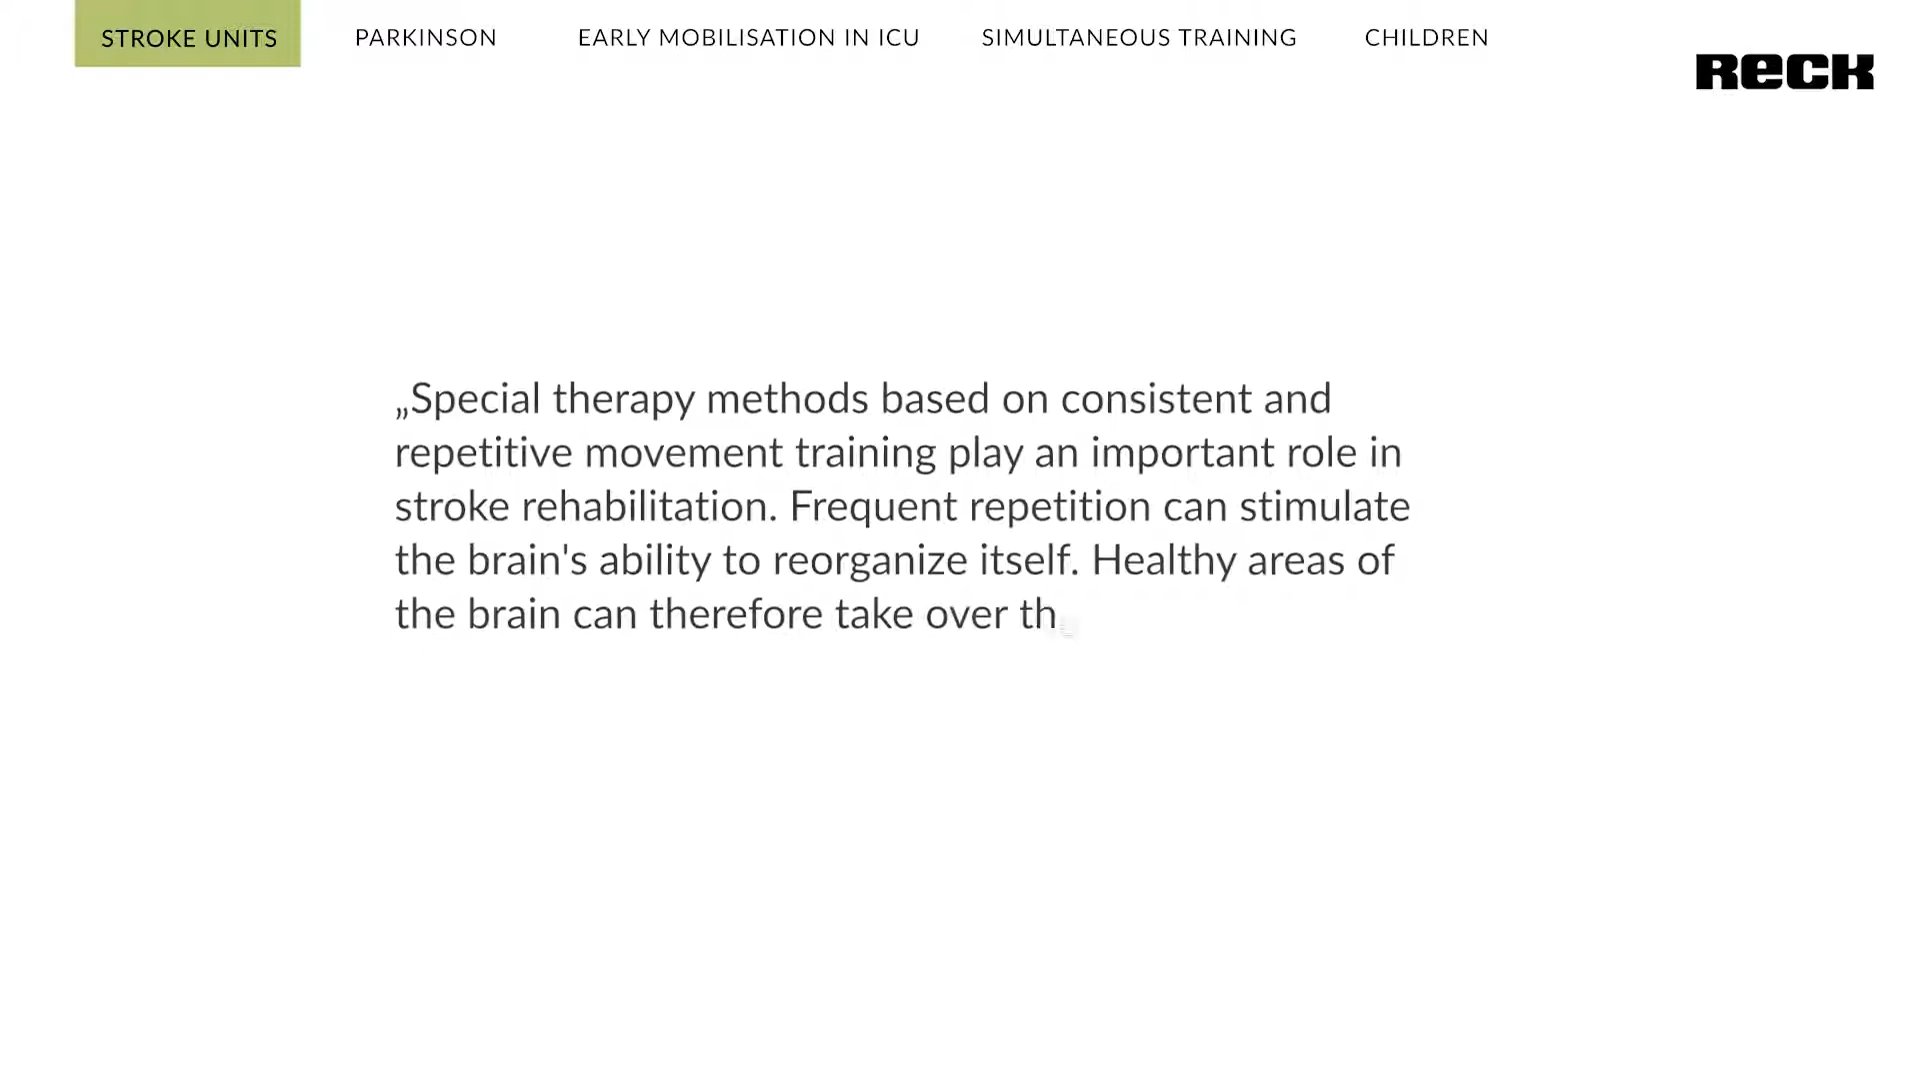 STROKE UNITS
PARKINSON
EARLY MOBILISATION IN ICU
SIMULTANEOUS TRAINING
CHILDREN
RECK
„Special therapy methods based on consistent and
repetitive movement training play an important role in
stroke rehabilitation. Frequent repetition can stimulate
the brain's ability to reorganize itself. Healthy areas of
the brain can therefore take over th